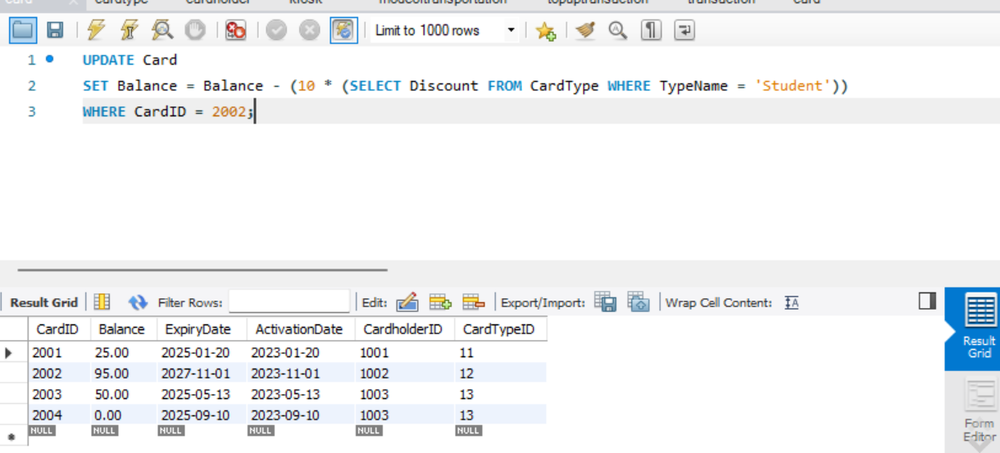 card cardtype cardholder kiosk modeoftransportation topuptransaction transaction card
Limit to 1000 rows
1 UPDATE Card
2 SET Balance = Balance - (10 * (SELECT Discount FROM CardType WHERE TypeName = 'Student'))
3 WHERE CardID = 2002;
Result Grid Filter Rows: Edit: Export/Import: Wrap Cell Content:
CardID Balance ExpiryDate ActivationDate CardholderID CardTypeID
2001 25.00 2025-01-20 2023-01-20 1001 11
2002 95.00 2027-11-01 2023-11-01 1002 12
2003 50.00 2025-05-13 2023-05-13 1003 13
2004 0.00 2025-09-10 2023-09-10 1003 13
NULL NULL NULL NULL NULL NULL
Result
Grid
Form
Editor